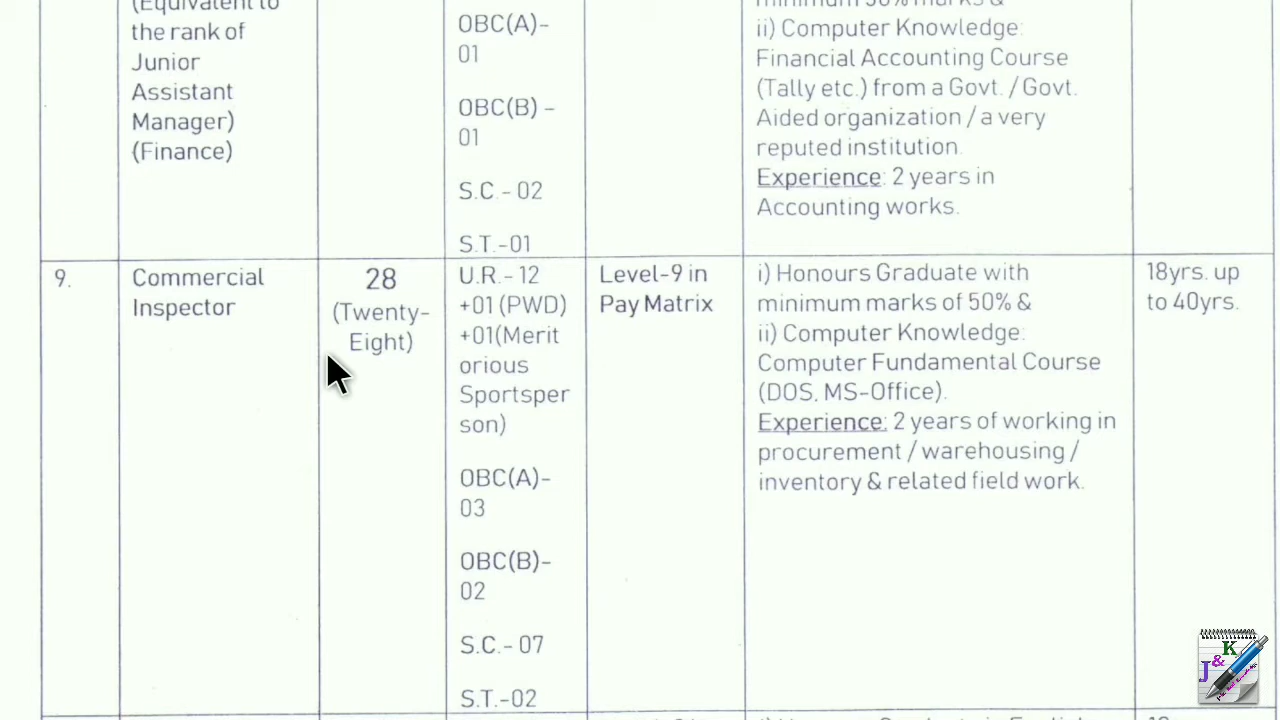 (Equivalent to
the rank of
Junior
Assistant
Manager)
(Finance)
OBC(A)-
01
OBC(B) -
01
S.C.- 02
S.T.-01
minimum 50% marks &
ii) Computer Knowledge:
Financial Accounting Course
(Tally etc.) from a Govt. / Govt.
Aided organization / a very
reputed institution.
Experience: 2 years in
Accounting works.
9.
Commercial
Inspector
28
(Twenty-
Eight)
U.R.- 12
+01 (PWD)
+01(Merit
orious
Sportsper
son)
OBC(A)-
03
OBC(B)-
02
S.C.- 07
S.T.-02
Level-9 in
Pay Matrix
i) Honours Graduate with
minimum marks of 50% &
ii) Computer Knowledge:
Computer Fundamental Course
(DOS, MS-Office).
Experience: 2 years of working in
procurement / warehousing /
inventory & related field work.
18yrs. up
to 40yrs.
J&K